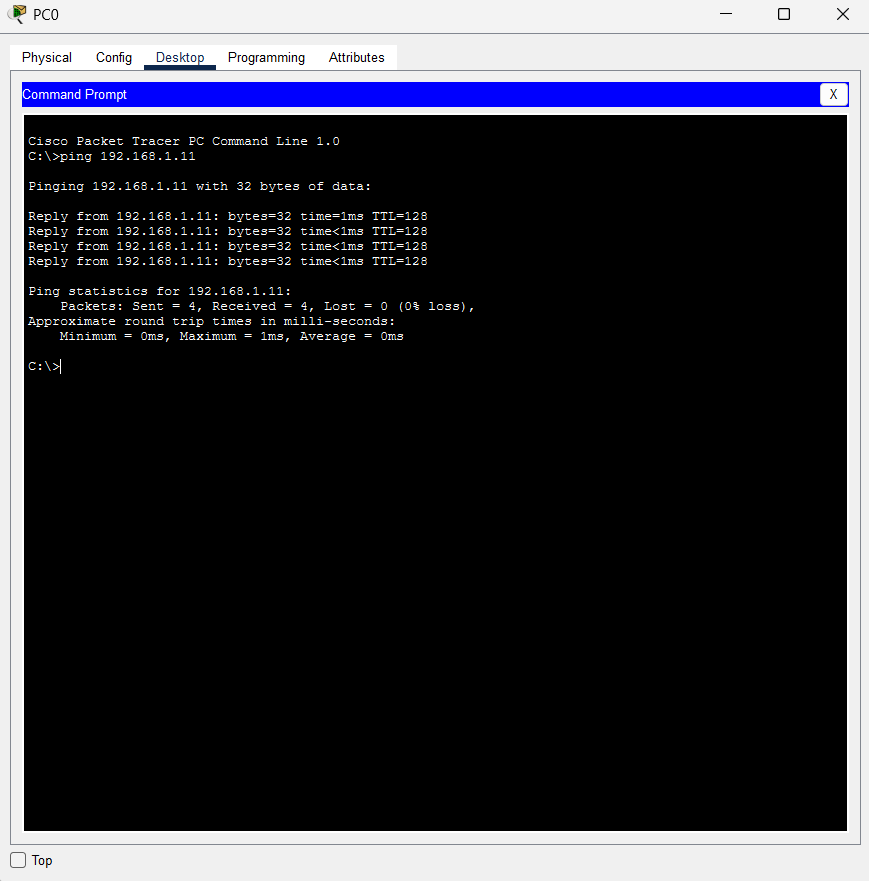 PC0
Physical Config Desktop Programming Attributes
Command Prompt X
Cisco Packet Tracer PC Command Line 1.0
C:\>ping 192.168.1.11
Pinging 192.168.1.11 with 32 bytes of data:
Reply from 192.168.1.11: bytes=32 time=1ms TTL=128
Reply from 192.168.1.11: bytes=32 time<1ms TTL=128
Reply from 192.168.1.11: bytes=32 time<1ms TTL=128
Reply from 192.168.1.11: bytes=32 time<1ms TTL=128
Ping statistics for 192.168.1.11:
    Packets: Sent = 4, Received = 4, Lost = 0 (0% loss),
Approximate round trip times in milli-seconds:
    Minimum = 0ms, Maximum = 1ms, Average = 0ms
C:\>
Top